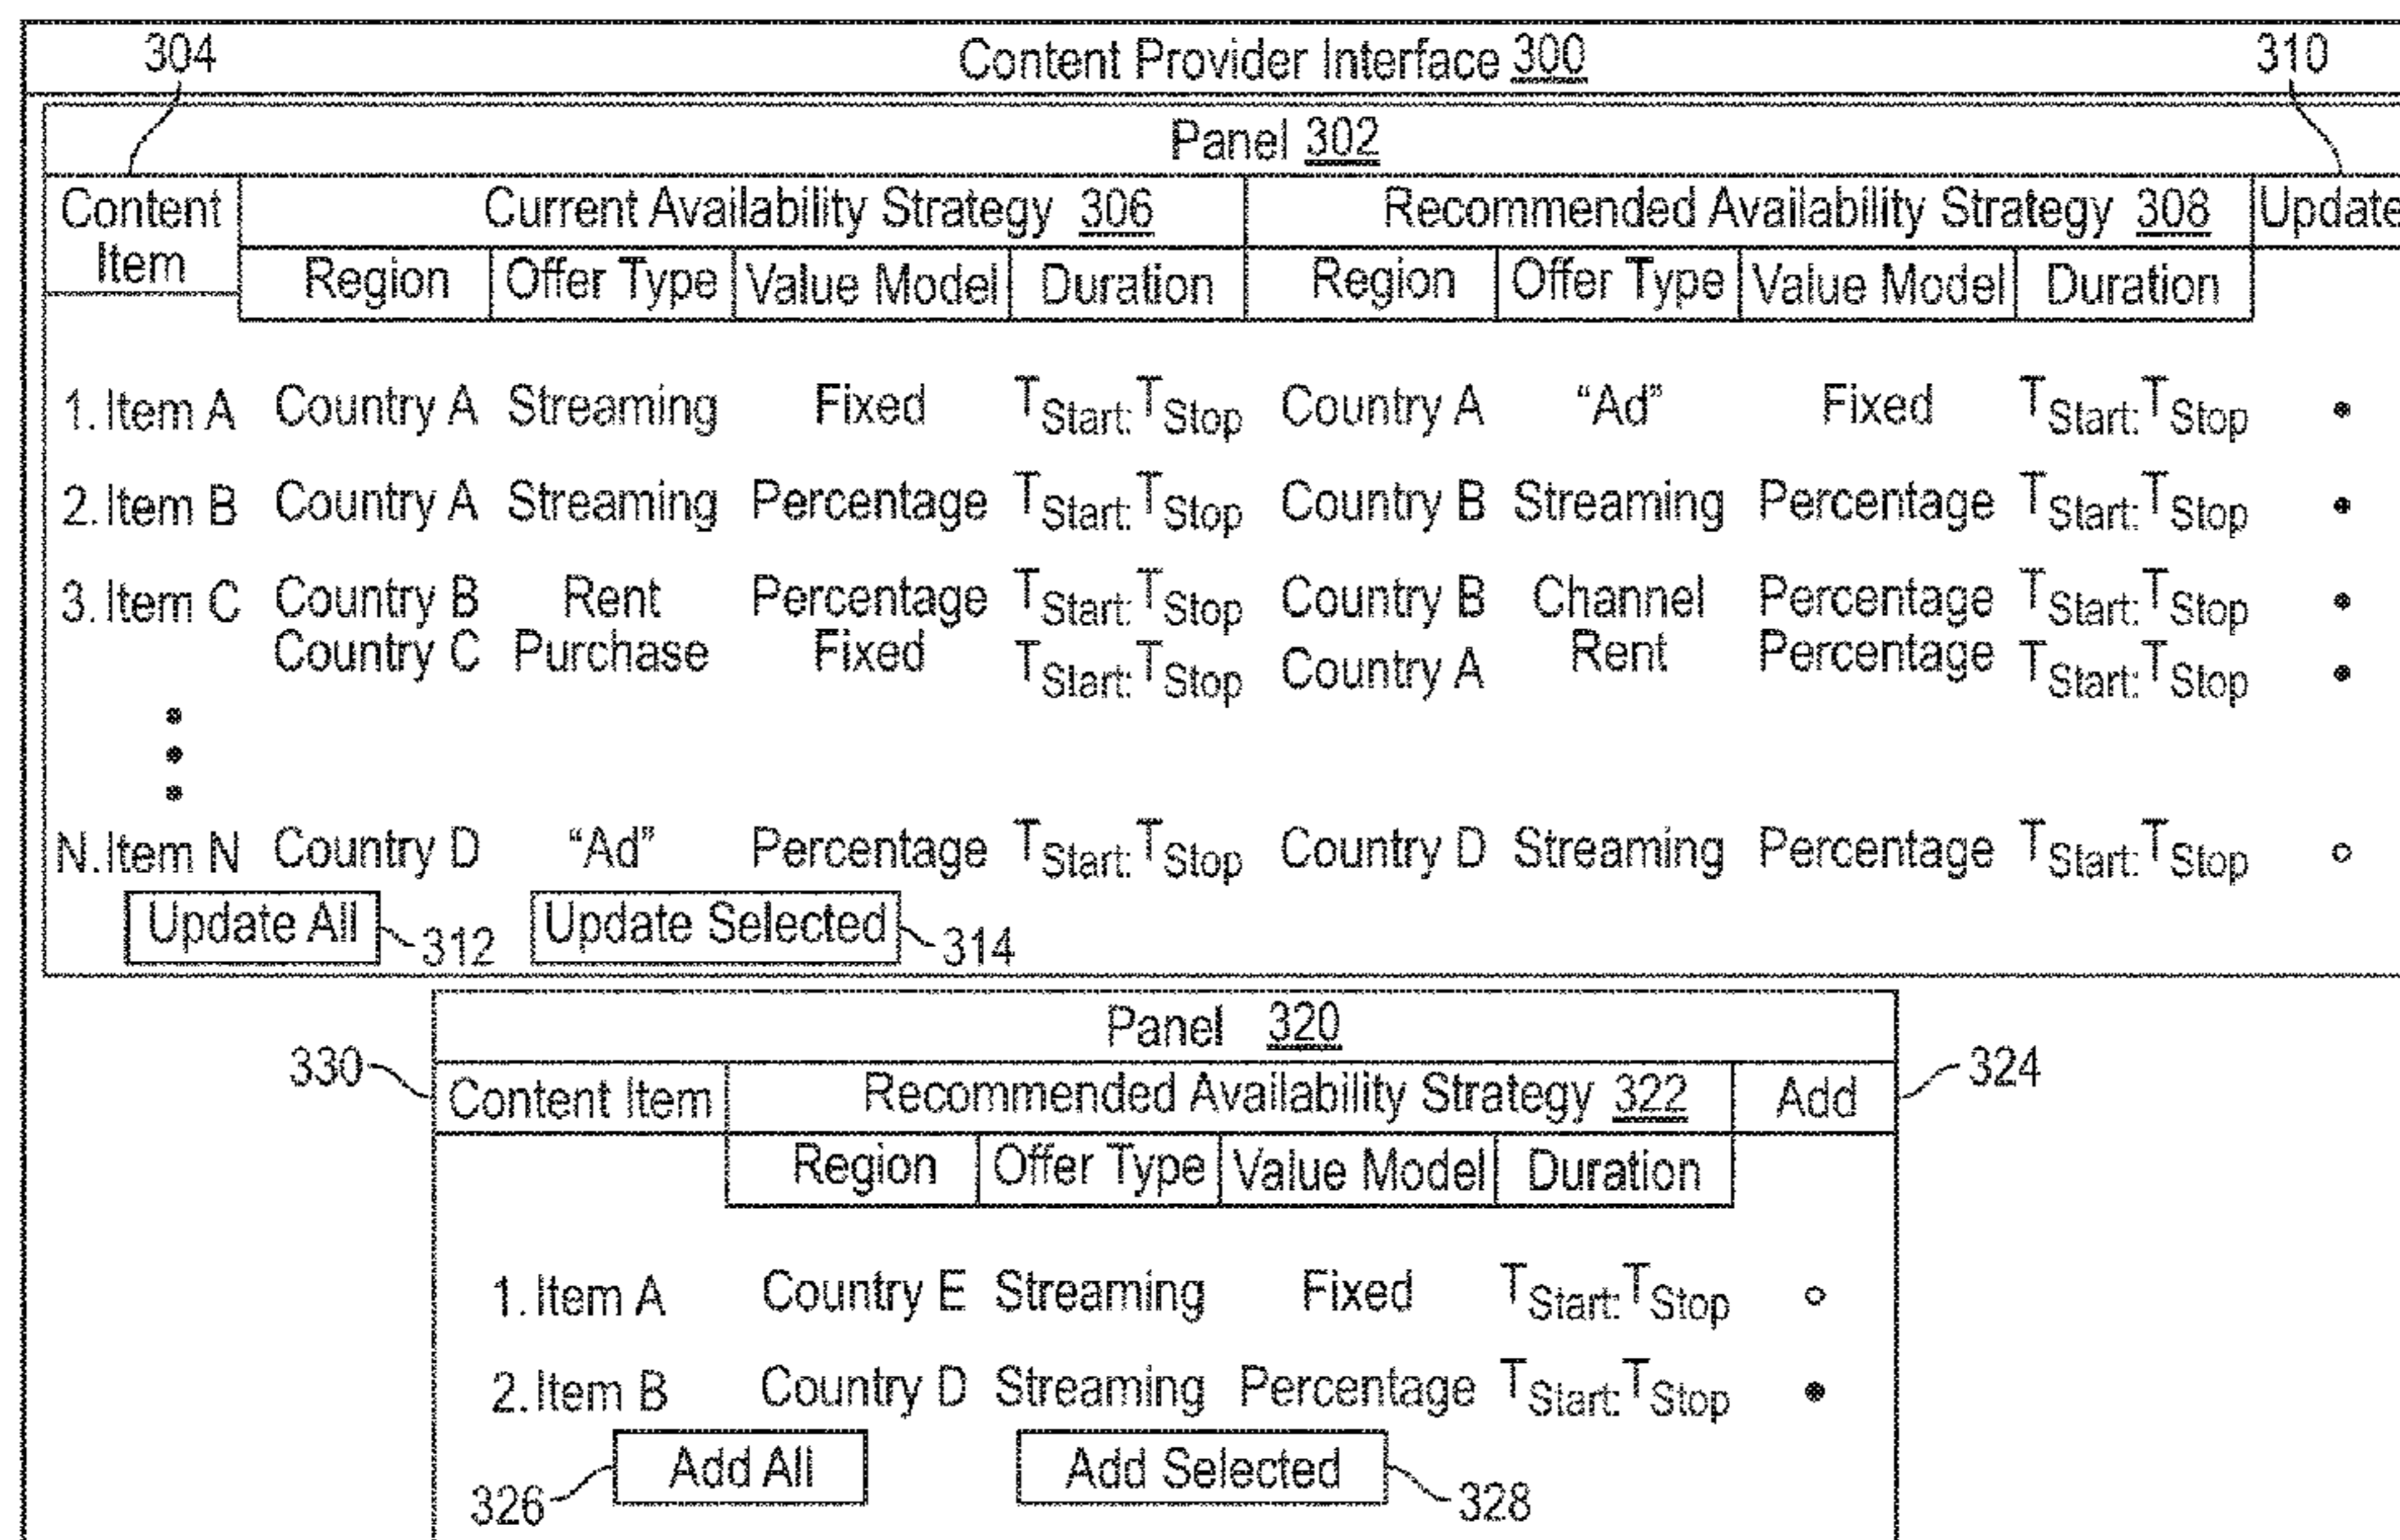 304
Content Provider Interface 300
310
Panel 302
Content Item
Current Availability Strategy 306
Recommended Availability Strategy 308
Update
Region Offer Type Value Model Duration Region Offer Type Value Model Duration
1. Item A Country A Streaming Fixed TStart: TStop Country A “Ad” Fixed TStart: TStop
2. Item B Country A Streaming Percentage TStart: TStop Country B Streaming Percentage TStart: TStop
3. Item C Country B Rent Percentage TStart: TStop Country B Channel Percentage TStart: TStop
Country C Purchase Fixed TStart: TStop Country A Rent Percentage TStart: TStop
N. Item N Country D “Ad” Percentage TStart: TStop Country D Streaming Percentage TStart: TStop
Update All 312 Update Selected 314
Panel 320
330 Content Item Recommended Availability Strategy 322 Add 324
Region Offer Type Value Model Duration
1. Item A Country E Streaming Fixed TStart: TStop
2. Item B Country D Streaming Percentage TStart: TStop
Add All Add Selected
326 328